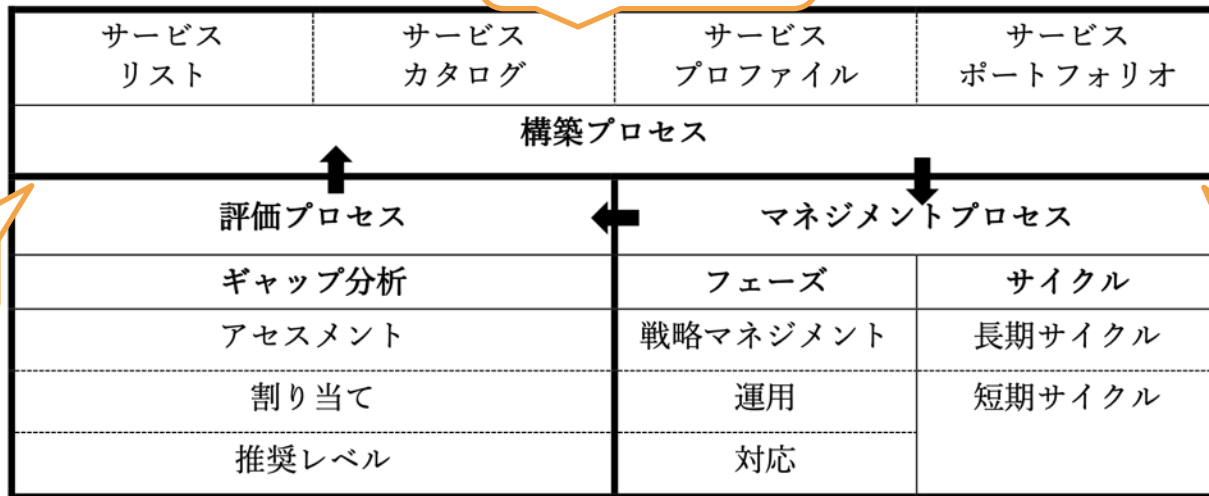 サービス サービス サービス サービス
リスト カタログ プロファイル ポートフォリオ
構築プロセス
評価プロセス マネジメントプロセス
ギャップ分析 フェーズ サイクル
アセスメント 戦略マネジメント 長期サイクル
割り当て 運用 短期サイクル
推奨レベル 対応